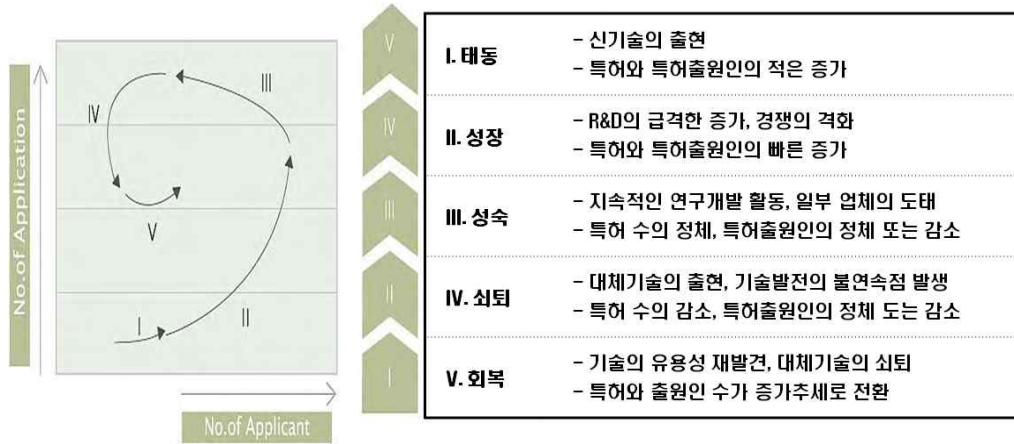 No.of Application
I
II
III
IV
V
No.of Applicant
V
IV
III
II
I
I. 태동
- 신기술의 출현
- 특허와 특허출원인의 적은 증가
II. 성장
- R&D의 급격한 증가, 경쟁의 격화
- 특허와 특허출원인의 빠른 증가
III. 성숙
- 지속적인 연구개발 활동, 일부 업체의 도태
- 특허 수의 정체, 특허출원인의 정체 또는 감소
IV. 쇠퇴
- 대체기술의 출현, 기술발전의 불연속점 발생
- 특허 수의 감소, 특허출원인의 정체 도는 감소
V. 회복
- 기술의 유용성 재발견, 대체기술의 쇠퇴
- 특허와 출원인 수가 증가추세로 전환